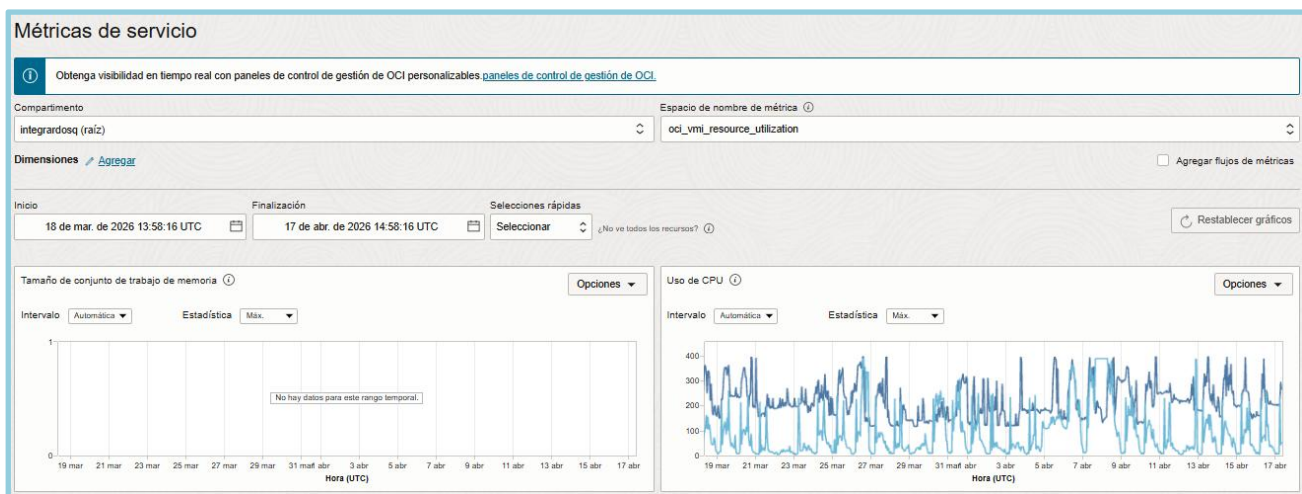 Métricas de servicio
Obtenga visibilidad en tiempo real con paneles de control de gestión de OCI personalizables.paneles de control de gestión de OCI.
Compartimento
Espacio de nombre de métrica
integrardosq (raíz)
oci_vmi_resource_utilization
Dimensiones Agregar
Agregar flujos de métricas
Inicio
Finalización
Selecciones rápidas
18 de mar. de 2026 13:58:16 UTC
17 de abr. de 2026 14:58:16 UTC
Seleccionar
¿No ve todos los recursos?
Restablecer gráficos
Tamaño de conjunto de trabajo de memoria
Opciones
Intervalo Automática Estadística Máx.
1
No hay datos para este rango temporal.
0
19 mar 21 mar 23 mar 25 mar 27 mar 29 mar 31 mar 1 abr 3 abr 5 abr 7 abr 9 abr 11 abr 13 abr 15 abr 17 abr
Hora (UTC)
Uso de CPU
Opciones
Intervalo Automática Estadística Máx.
400
300
200
100
0
19 mar 21 mar 23 mar 25 mar 27 mar 29 mar 31 mar 1 abr 3 abr 5 abr 7 abr 9 abr 11 abr 13 abr 15 abr 17 abr
Hora (UTC)